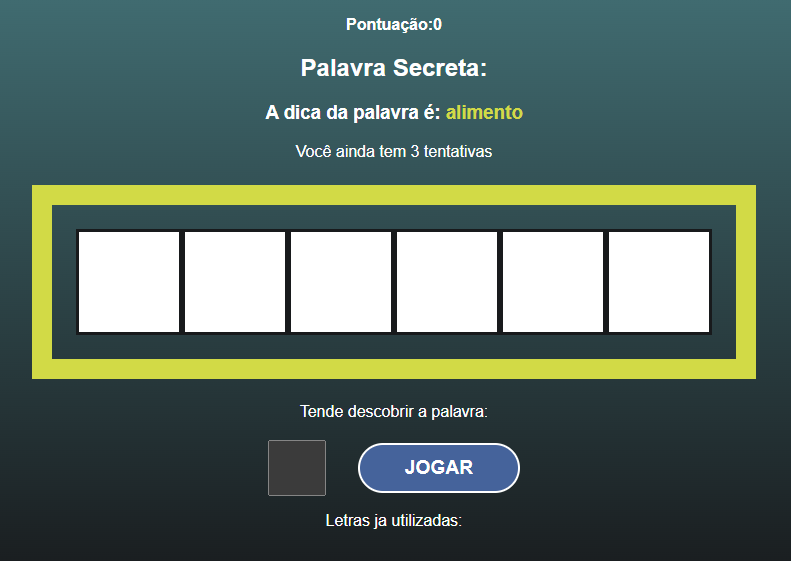 Pontuação:0
Palavra Secreta:
A dica da palavra é: alimento
Você ainda tem 3 tentativas
Tende descobrir a palavra:
JOGAR
Letras ja utilizadas: